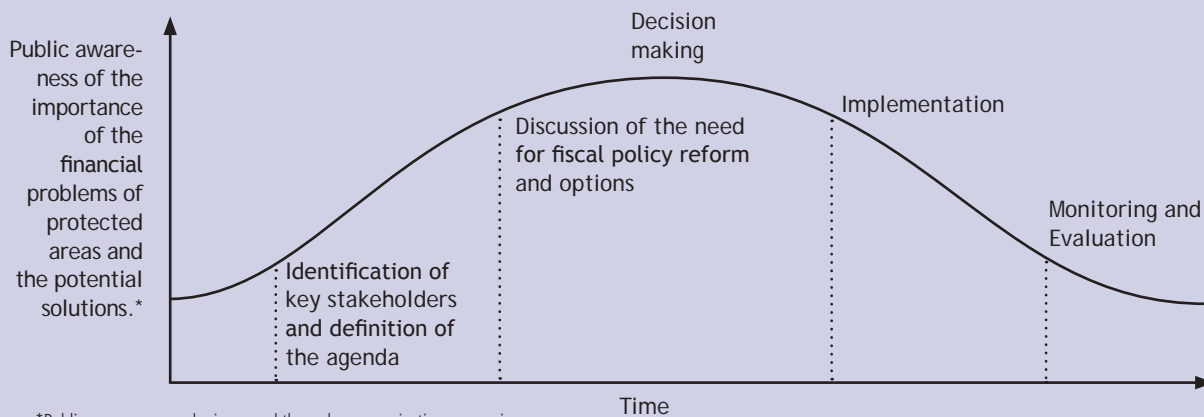 Public aware-
ness of the
importance
of the
financial
problems of
protected
areas and
the potential
solutions.*
Decision
making
Implementation
Discussion of the need
for fiscal policy reform
and options
Monitoring and
Evaluation
Identification of
key stakeholders
and definition of
the agenda
Time